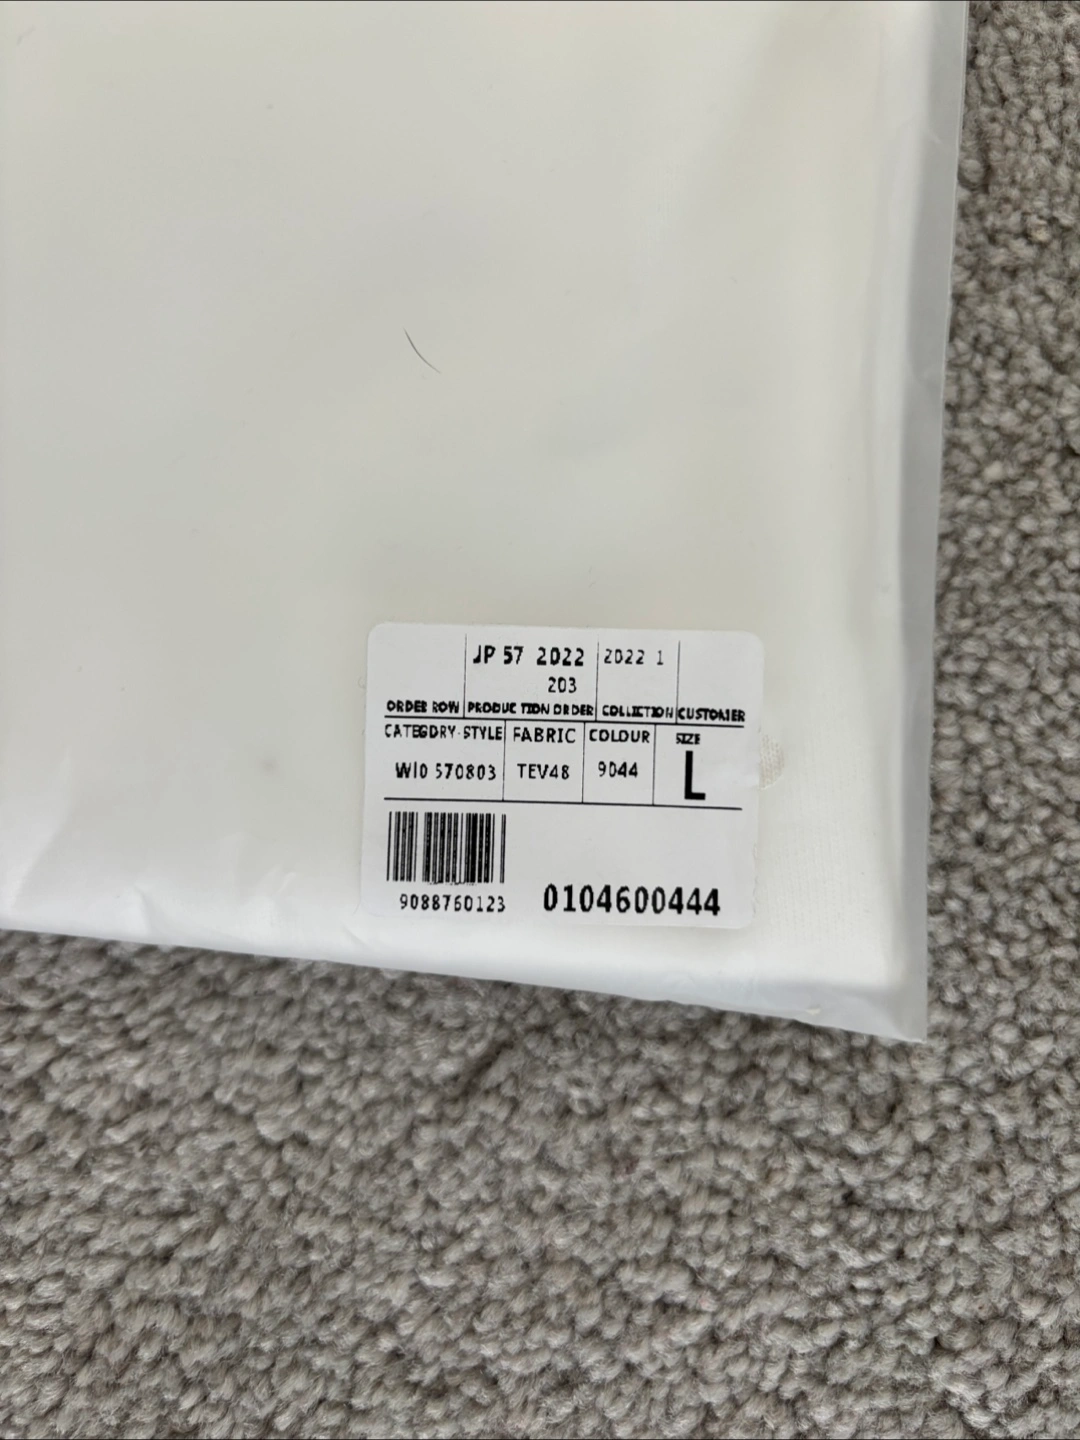 JP 57 2022 2022 1
203
ORDER ROW PRODUCTION ORDER COLLECTION CUSTOMER
CATEGORY-STYLE FABRIC COLOUR SIZE
W10 570803 TEV48 9044 L
9088760123 0104600444